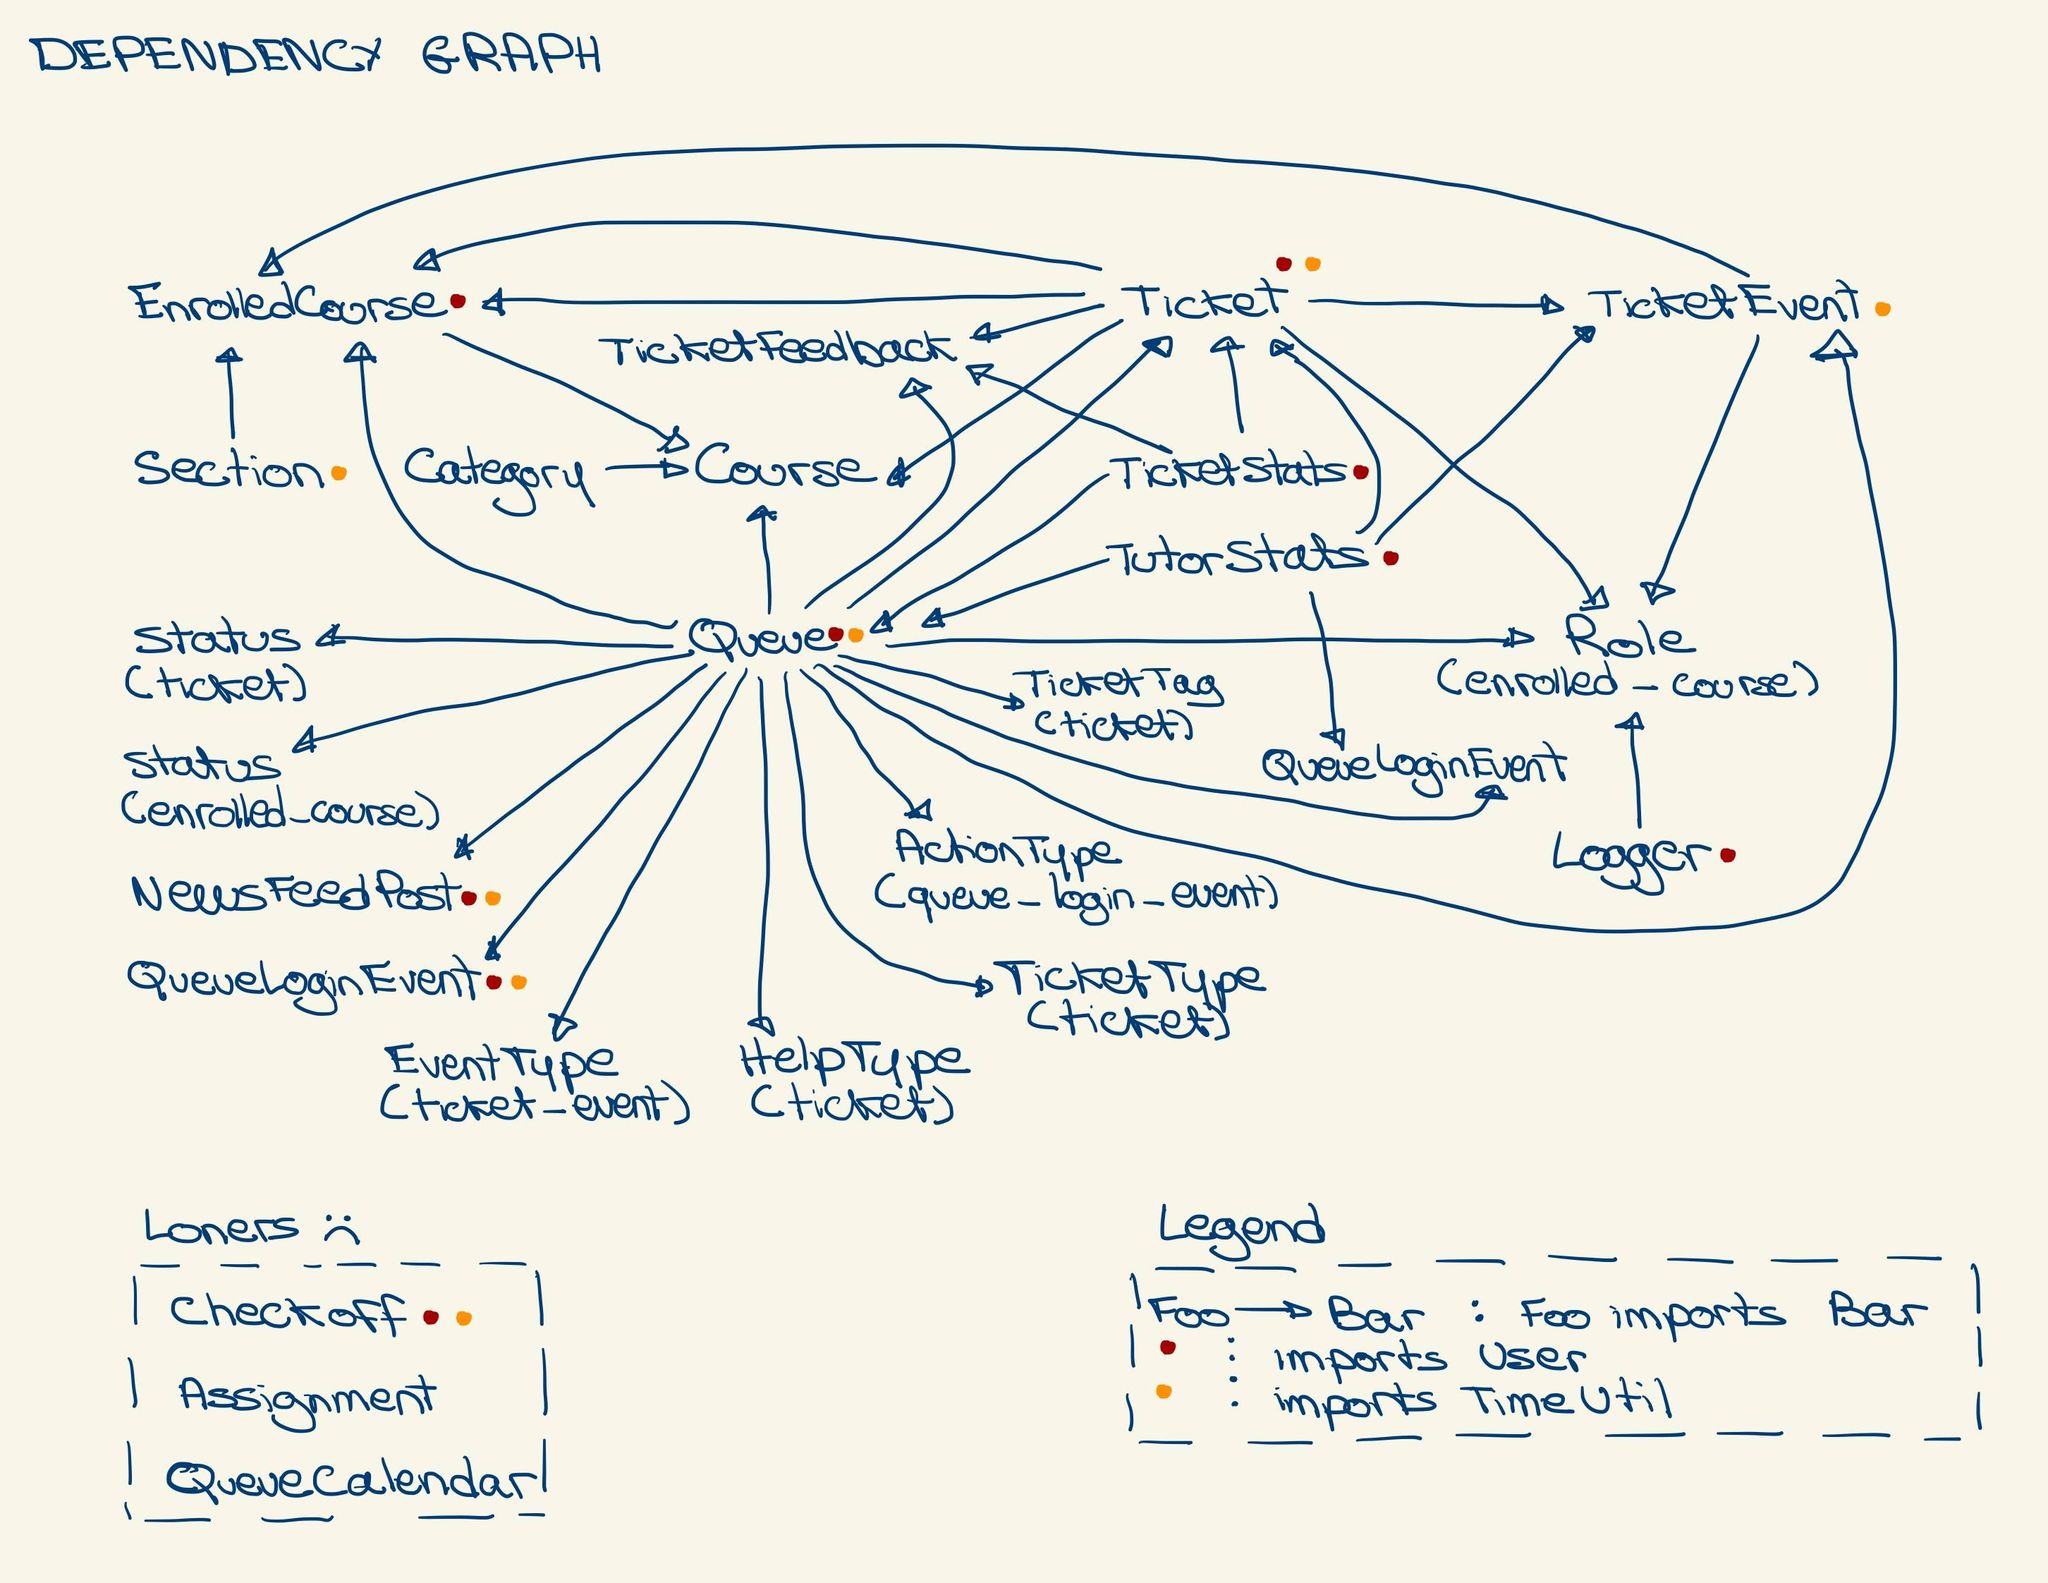 DEPENDENCY GRAPH
EnrolledCourse
Ticket
TicketEvent
TicketFeedback
Section
Category
Course
TicketStats
TutorStats
Status
(ticket)
Queue
Role
(enrolled_course)
TicketTag
(ticket)
status
(enrolled_course)
QueueLoginEvent
ActionType
(queue_login_event)
Logger
NewsFeedPost
QueueLoginEvent
TicketType
(ticket)
EventType
(ticket_event)
HelpType
(ticket)
Loners :(
Checkoff
Assignment
QueueCalendar
Legend
Foo → Bar : Foo imports Bar
: imports User
: imports TimeUtil